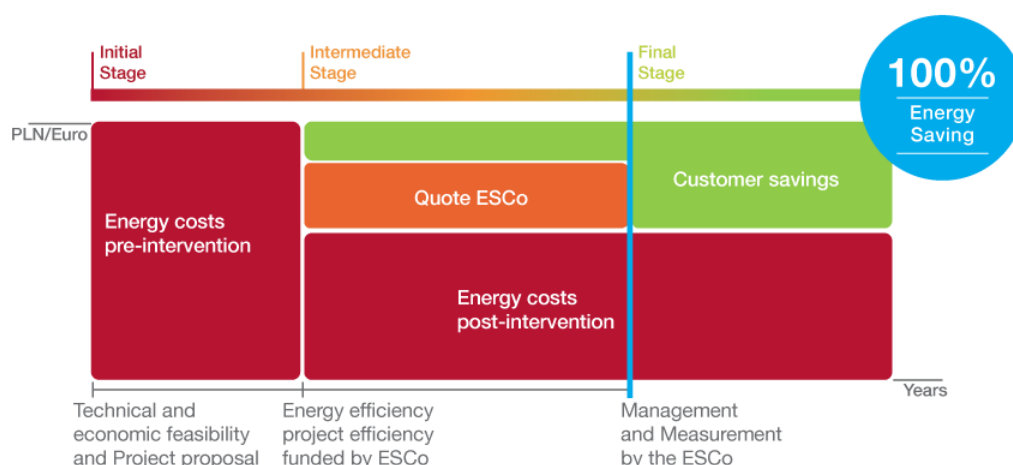 Initial
Stage
Intermediate
Stage
Final
Stage
100%
Energy
Saving
PLN/Euro
Energy costs
pre-intervention
Quote ESCo
Customer savings
Energy costs
post-intervention
Years
Technical and
economic feasibility
and Project proposal
Energy efficiency
project efficiency
funded by ESCo
Management
and Measurement
by the ESCo